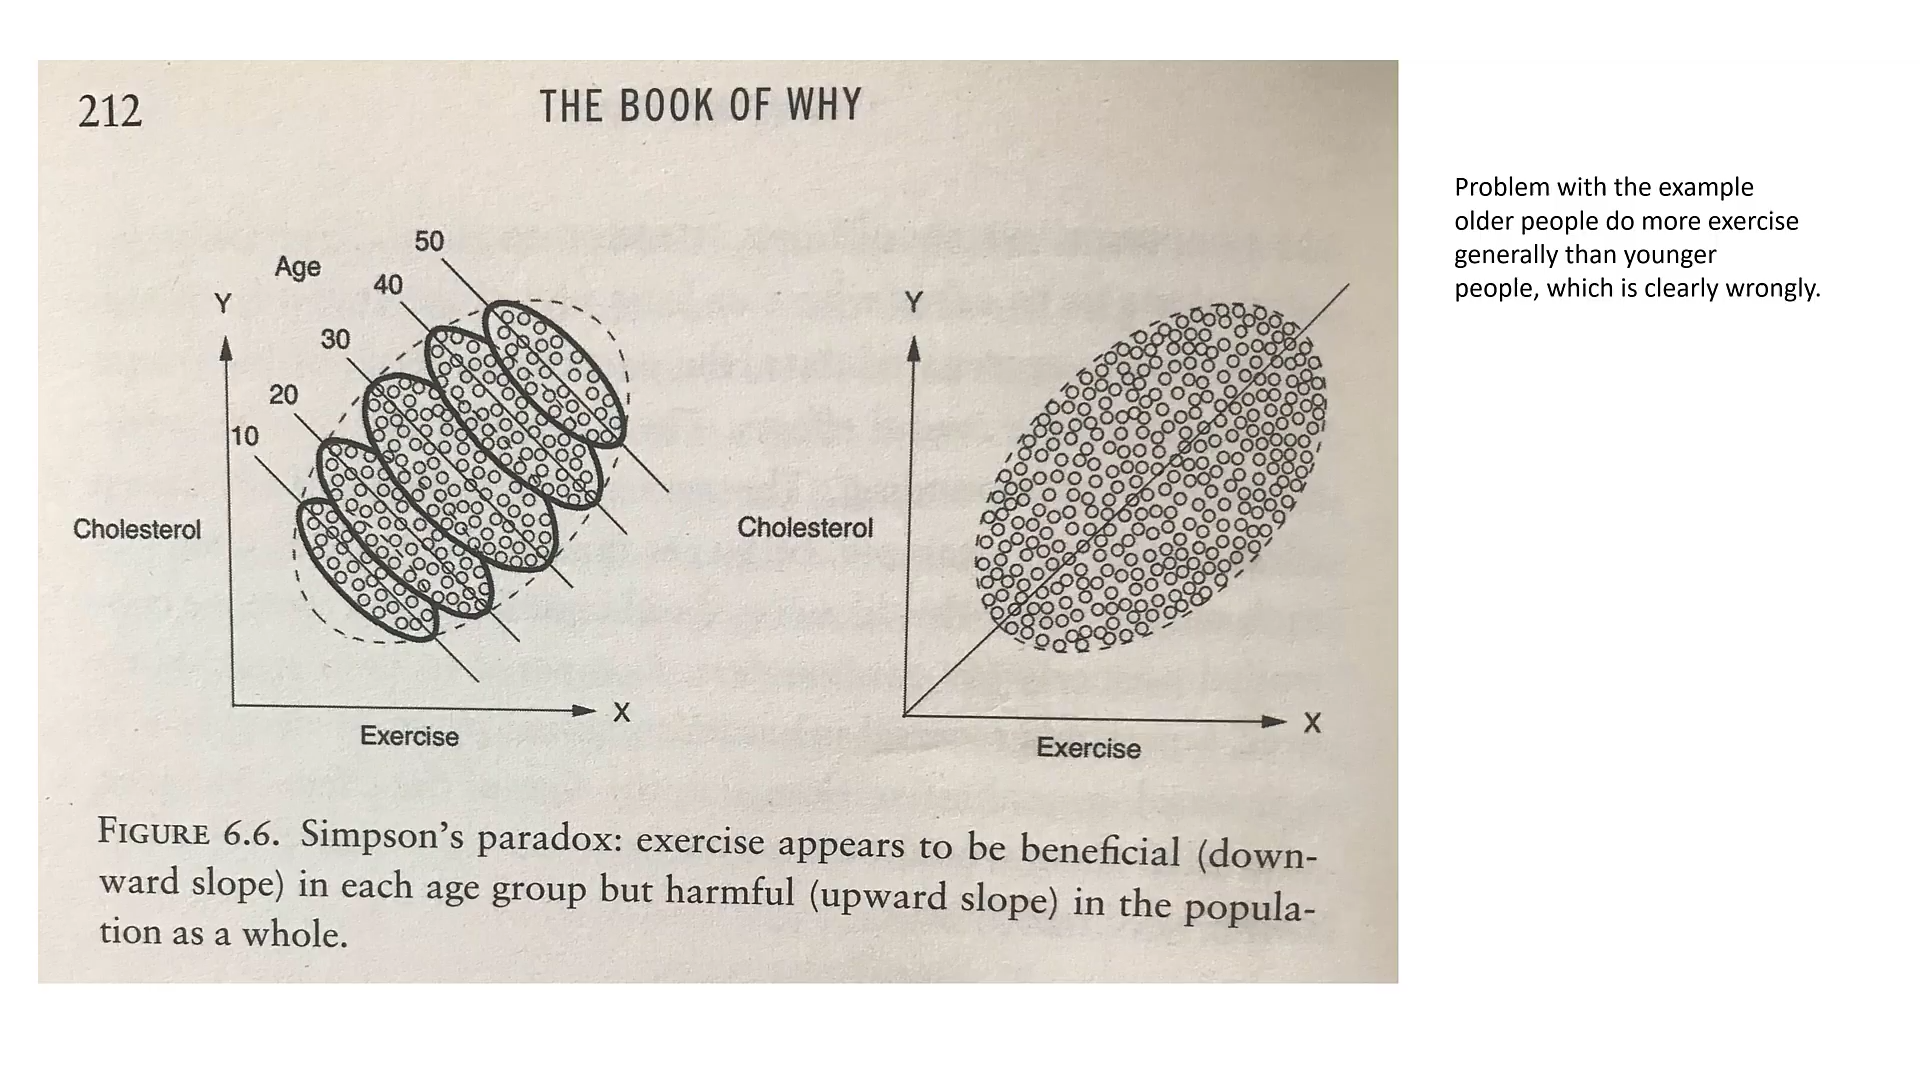 212
THE BOOK OF WHY
Age
50
40
30
20
10
Y
Cholesterol
X
Exercise
Y
Cholesterol
X
Exercise
FIGURE 6.6. Simpson's paradox: exercise appears to be beneficial (down-
ward slope) in each age group but harmful (upward slope) in the popula-
tion as a whole.
Problem with the example
older people do more exercise
generally than younger
people, which is clearly wrongly.